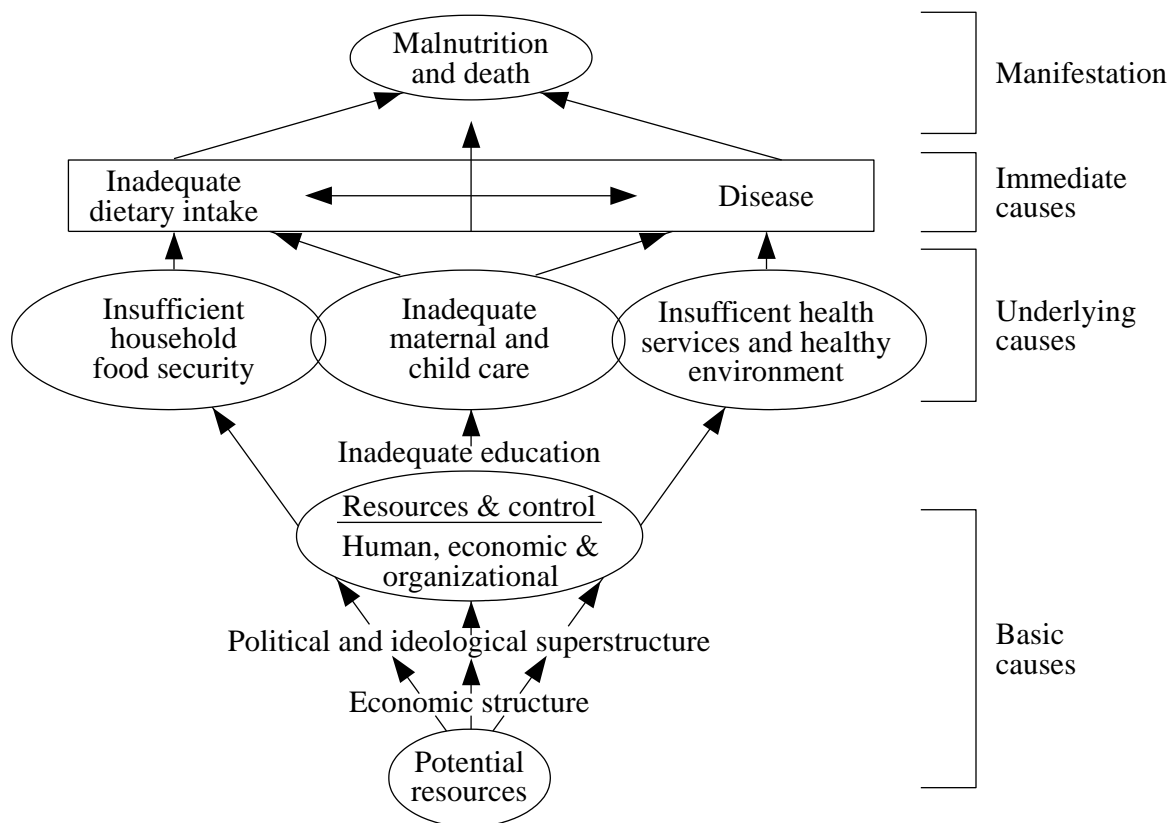 Malnutrition
and death
Manifestation
Inadequate
dietary intake
Disease
Immediate
causes
Insufficient
household
food security
Inadequate
maternal and
child care
Insufficent health
services and healthy
environment
Underlying
causes
Inadequate education
Resources & control
Human, economic &
organizational
Political and ideological superstructure
Economic structure
Potential
resources
Basic
causes